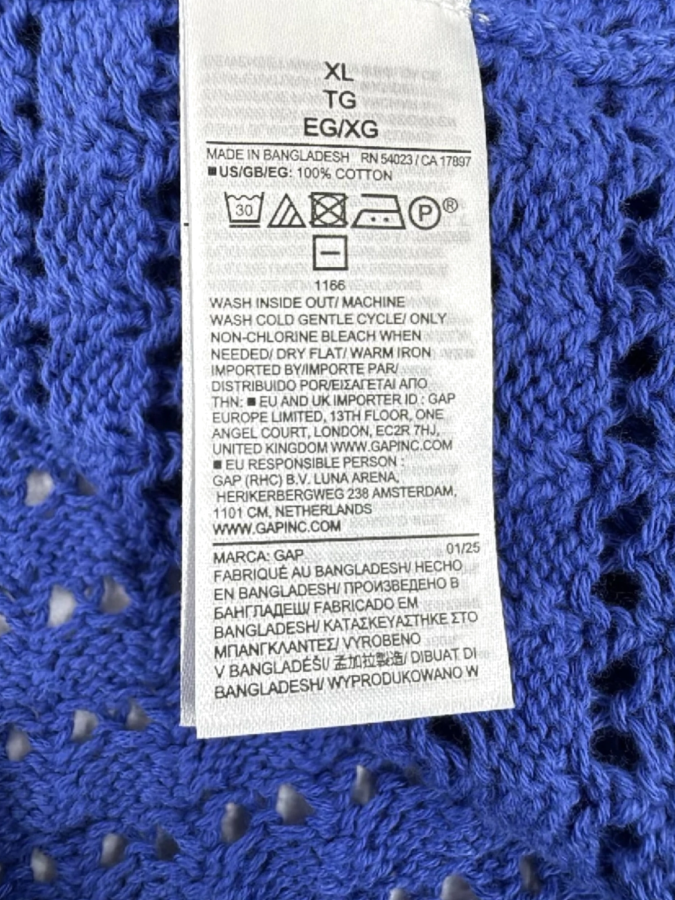 XL
TG
EG/XG
MADE IN BANGLADESH RN 54023 / CA 17897
■US/GB/EG: 100% COTTON
30 P®
1166
WASH INSIDE OUT/ MACHINE
WASH COLD GENTLE CYCLE/ ONLY
NON-CHLORINE BLEACH WHEN
NEEDED/ DRY FLAT/ WARM IRON
IMPORTED BY/IMPORTE PAR/
DISTRIBUIDO POR/ΕΙΣΑΓΕΤΑΙ ΑΠΟ
ΤΗΝ: ■ EU AND UK IMPORTER ID : GAP
EUROPE LIMITED, 13TH FLOOR, ONE
ANGEL COURT, LONDON, EC2R 7HJ,
UNITED KINGDOM WWW.GAPINC.COM
■ EU RESPONSIBLE PERSON :
GAP (RHC) B.V. LUNA ARENA,
HERIKERBERGWEG 238 AMSTERDAM,
1101 CM, NETHERLANDS
WWW.GAPINC.COM
MARCA: GAP 01/25
FABRIQUÉ AU BANGLADESH/ HECHO
EN BANGLADESH/ ПРОИЗВЕДЕНО В
БАНГЛАДЕШ/ FABRICADO EM
BANGLADESH/ ΚΑΤΑΣΚΕΥΑΣΤΗΚΕ ΣΤΟ
ΜΠΑΝΓΚΛΑΝΤΕΣ/ VYROBENO
V BANGLADÉŠI/ 孟加拉製造/ DIBUAT DI
BANGLADESH/ WYPRODUKOWANO W